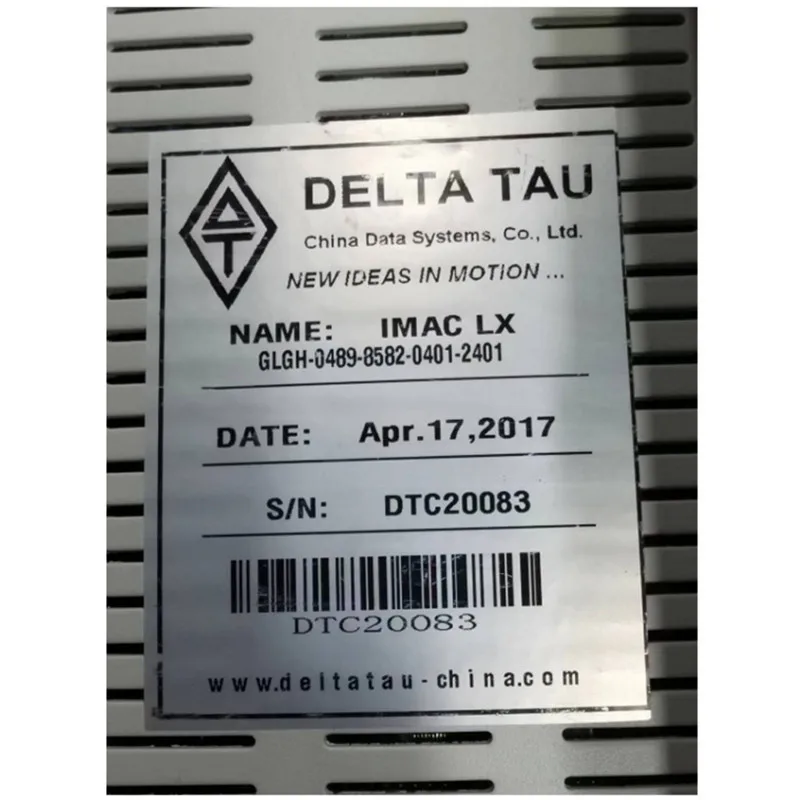 DELTA TAU
China Data Systems, Co., Ltd.
NEW IDEAS IN MOTION ...
NAME: IMAC LX
GLGH-0489-8582-0401-2401
DATE: Apr.17,2017
S/N: DTC20083
DTC20083
www.deltatau-china.com